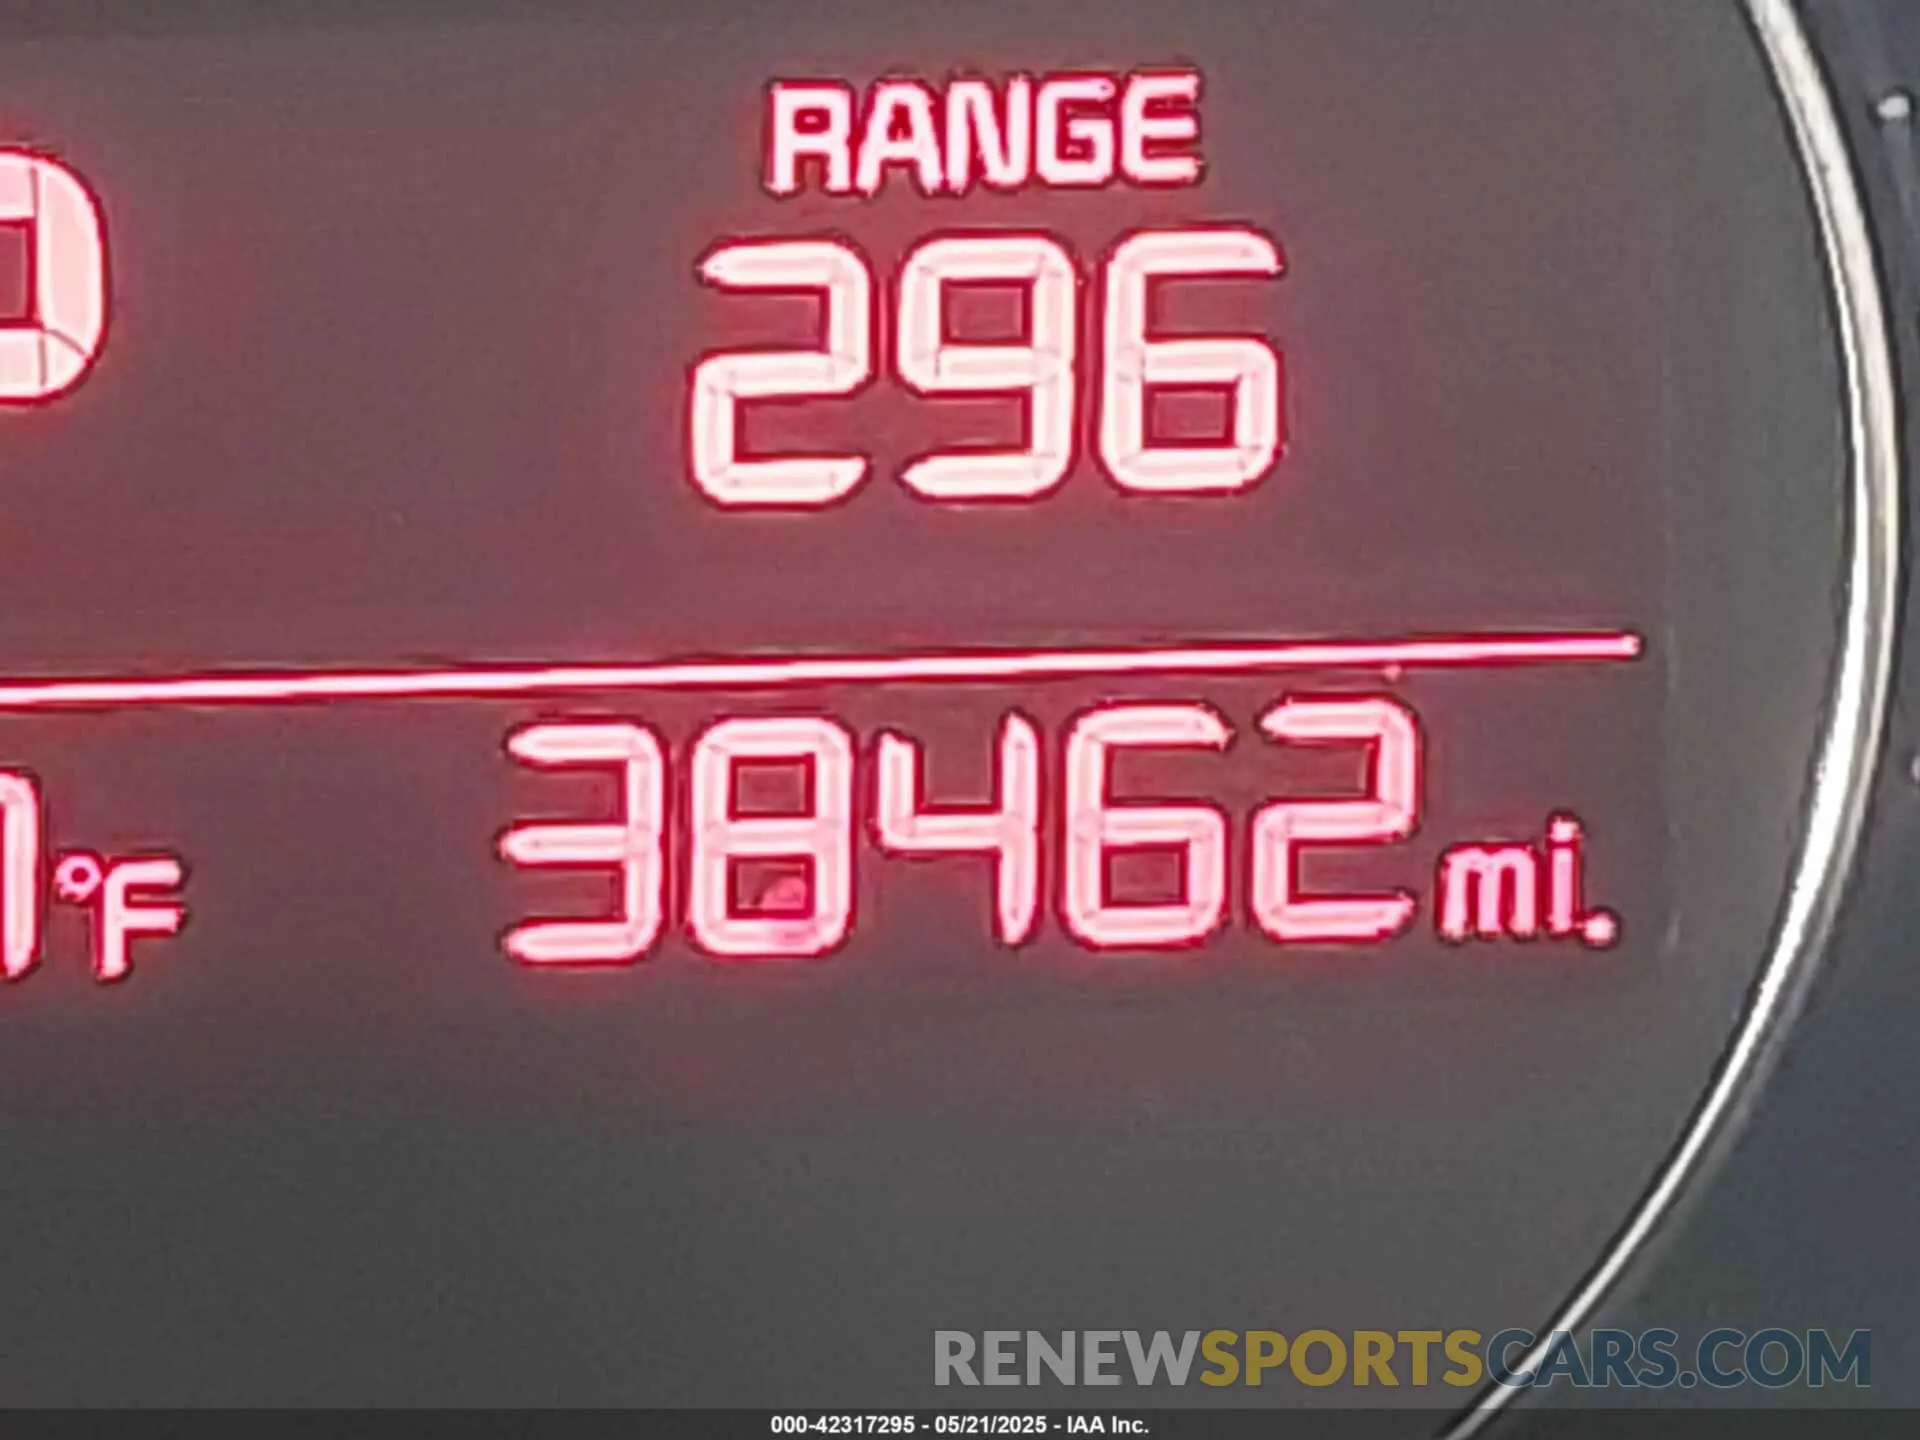 RANGE
296
°F 38462 mi.
RENEWSPORTSCARS.COM
000-42317295 - 05/21/2025 - IAA Inc.